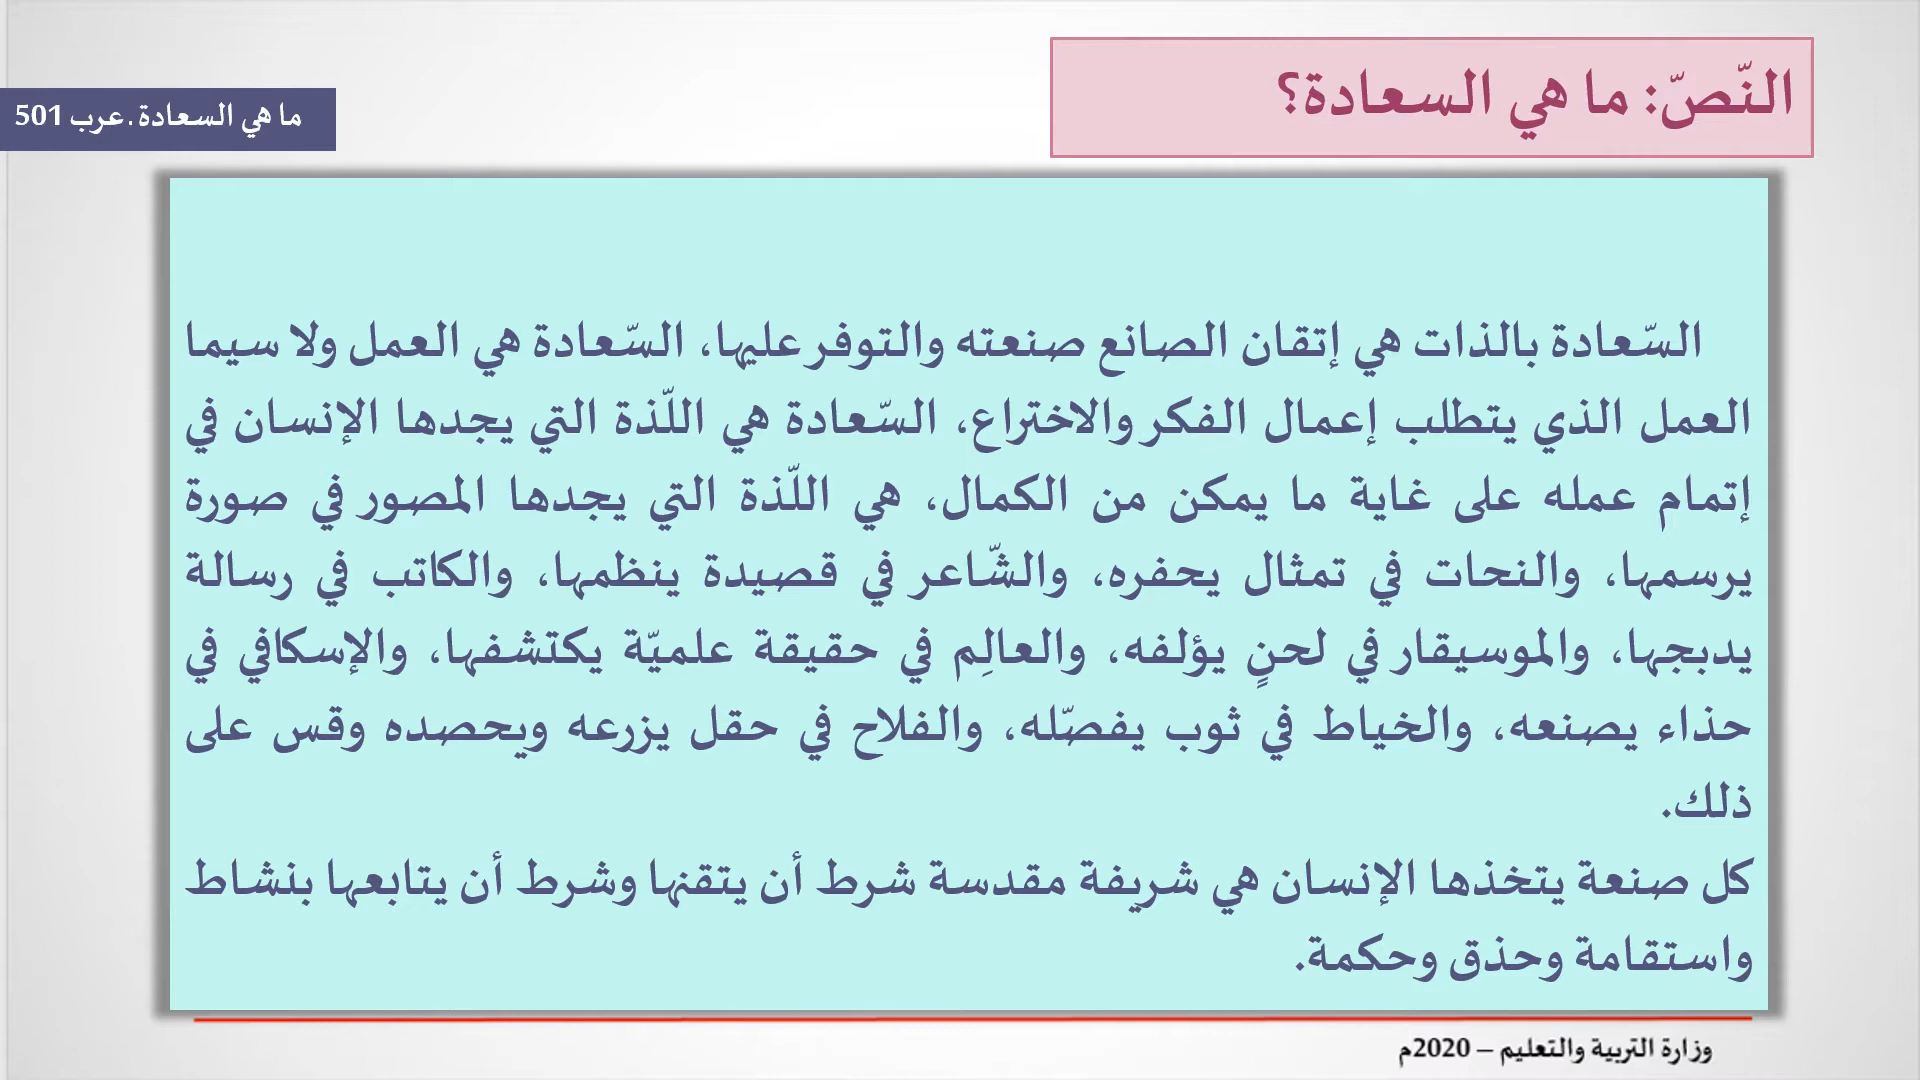 النّصّ: ما هي السعادة؟
ما هي السعادة. عرب 501
السّعادة بالذات هي إتقان الصانع صنعته والتوفر عليها، السّعادة هي العمل ولا سيما
العمل الذي يتطلب إعمال الفكر والاختراع، السّعادة هي اللّذة التي يجدها الإنسان في
إتمام عمله على غاية ما يمكن من الكمال، هي اللّذة التي يجدها المصور في صورة
يرسمها، والنحات في تمثال يحفره، والشّاعر في قصيدة ينظمها، والكاتب في رسالة
يدبجها، والموسيقار في لحنٍ يؤلفه، والعالِم في حقيقة علميّة يكتشفها، والإسكافي في
حذاء يصنعه، والخياط في ثوب يفصّله، والفلاح في حقل يزرعه ويحصده وقس على
ذلك.
كل صنعة يتخذها الإنسان هي شريفة مقدسة شرط أن يتقنها وشرط أن يتابعها بنشاط
واستقامة وحذق وحكمة.
وزارة التربية والتعليم – 2020م